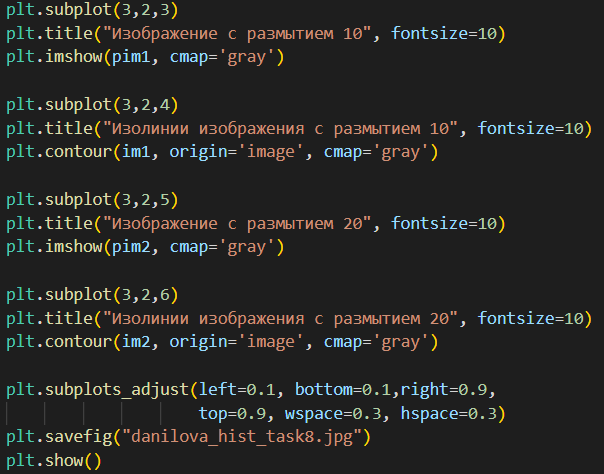 plt.subplot(3,2,3)
plt.title("Изображение с размытием 10", fontsize=10)
plt.imshow(pim1, cmap='gray')

plt.subplot(3,2,4)
plt.title("Изолинии изображения с размытием 10", fontsize=10)
plt.contour(im1, origin='image', cmap='gray')

plt.subplot(3,2,5)
plt.title("Изображение с размытием 20", fontsize=10)
plt.imshow(pim2, cmap='gray')

plt.subplot(3,2,6)
plt.title("Изолинии изображения с размытием 20", fontsize=10)
plt.contour(im2, origin='image', cmap='gray')

plt.subplots_adjust(left=0.1, bottom=0.1,right=0.9,
                    top=0.9, wspace=0.3, hspace=0.3)
plt.savefig("danilova_hist_task8.jpg")
plt.show()